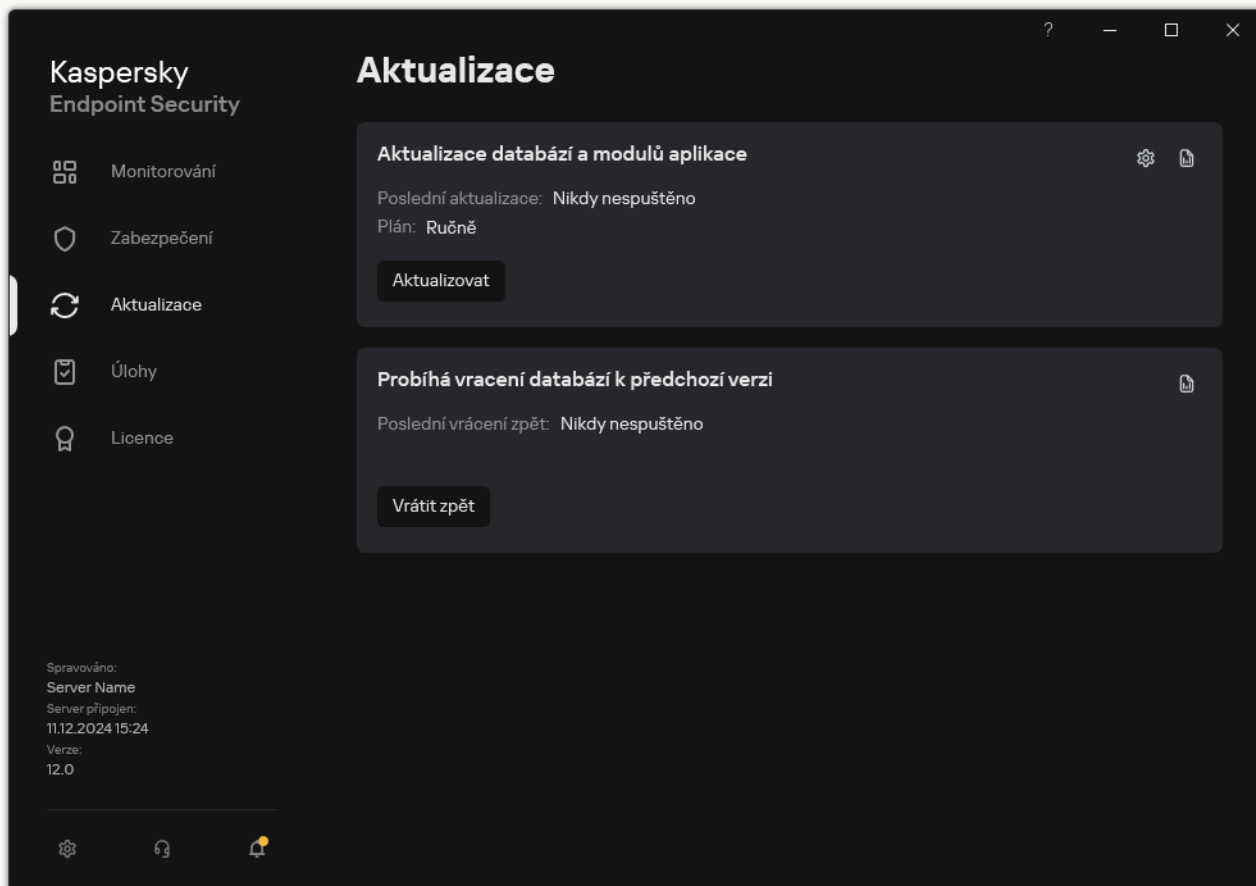 ?
Kaspersky
Endpoint Security
Monitorování
Zabezpečení
Aktualizace
Úlohy
Licence
Spravováno:
Server Name
Server připojen:
11.12.2024 15:24
Verze:
12.0
Aktualizace
Aktualizace databází a modulů aplikace
Poslední aktualizace: Nikdy nespuštěno
Plán: Ručně
Aktualizovat
Probíhá vracení databází k předchozí verzi
Poslední vrácení zpět: Nikdy nespuštěno
Vrátit zpět